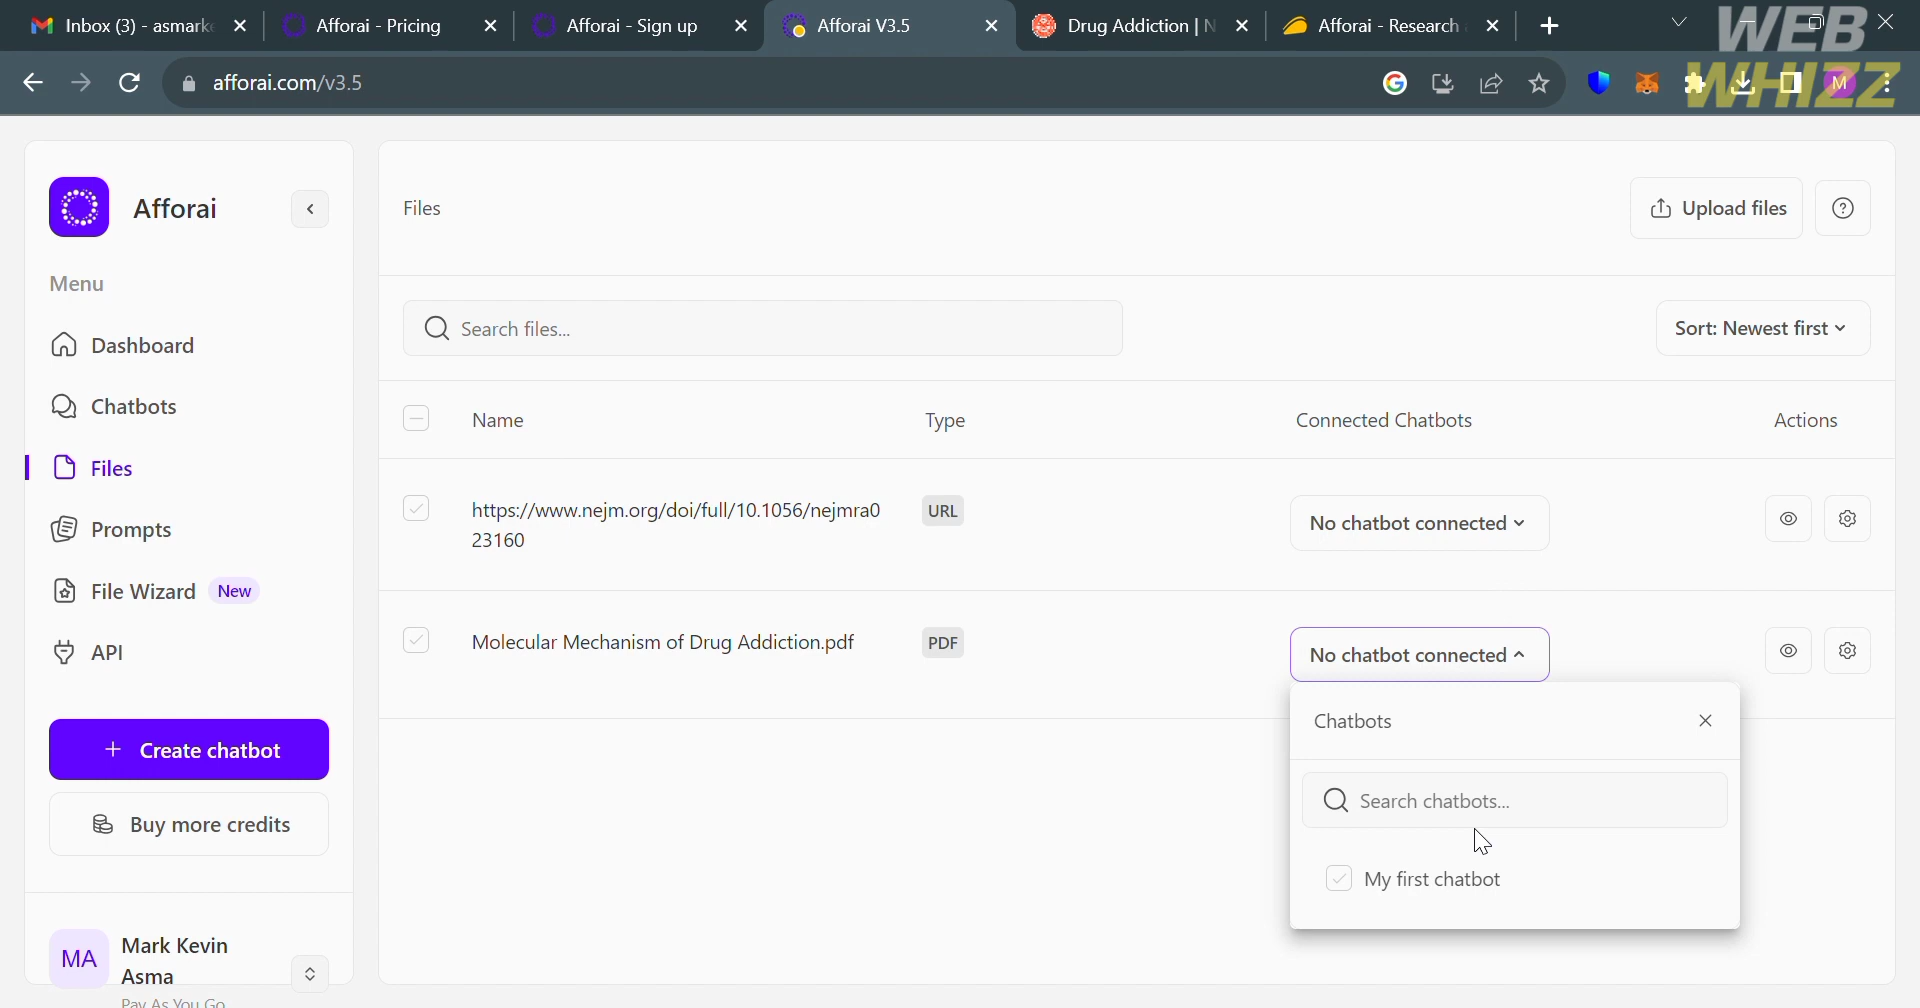 Inbox (3) - asmarke
Afforai - Pricing
Afforai - Sign up
Afforai V3.5
Drug Addiction | N
Afforai - Research
WEB
WHIZZ
afforai.com/v3.5
M
Afforai
Files
Upload files
Menu
Search files...
Sort: Newest first
Dashboard
Chatbots
Name
Type
Connected Chatbots
Actions
Files
https://www.nejm.org/doi/full/10.1056/nejmra0
23160
URL
No chatbot connected
Prompts
File Wizard
New
API
Molecular Mechanism of Drug Addiction.pdf
PDF
No chatbot connected
Chatbots
Search chatbots...
My first chatbot
Create chatbot
Buy more credits
MA
Mark Kevin
Asma
Pay As You Go